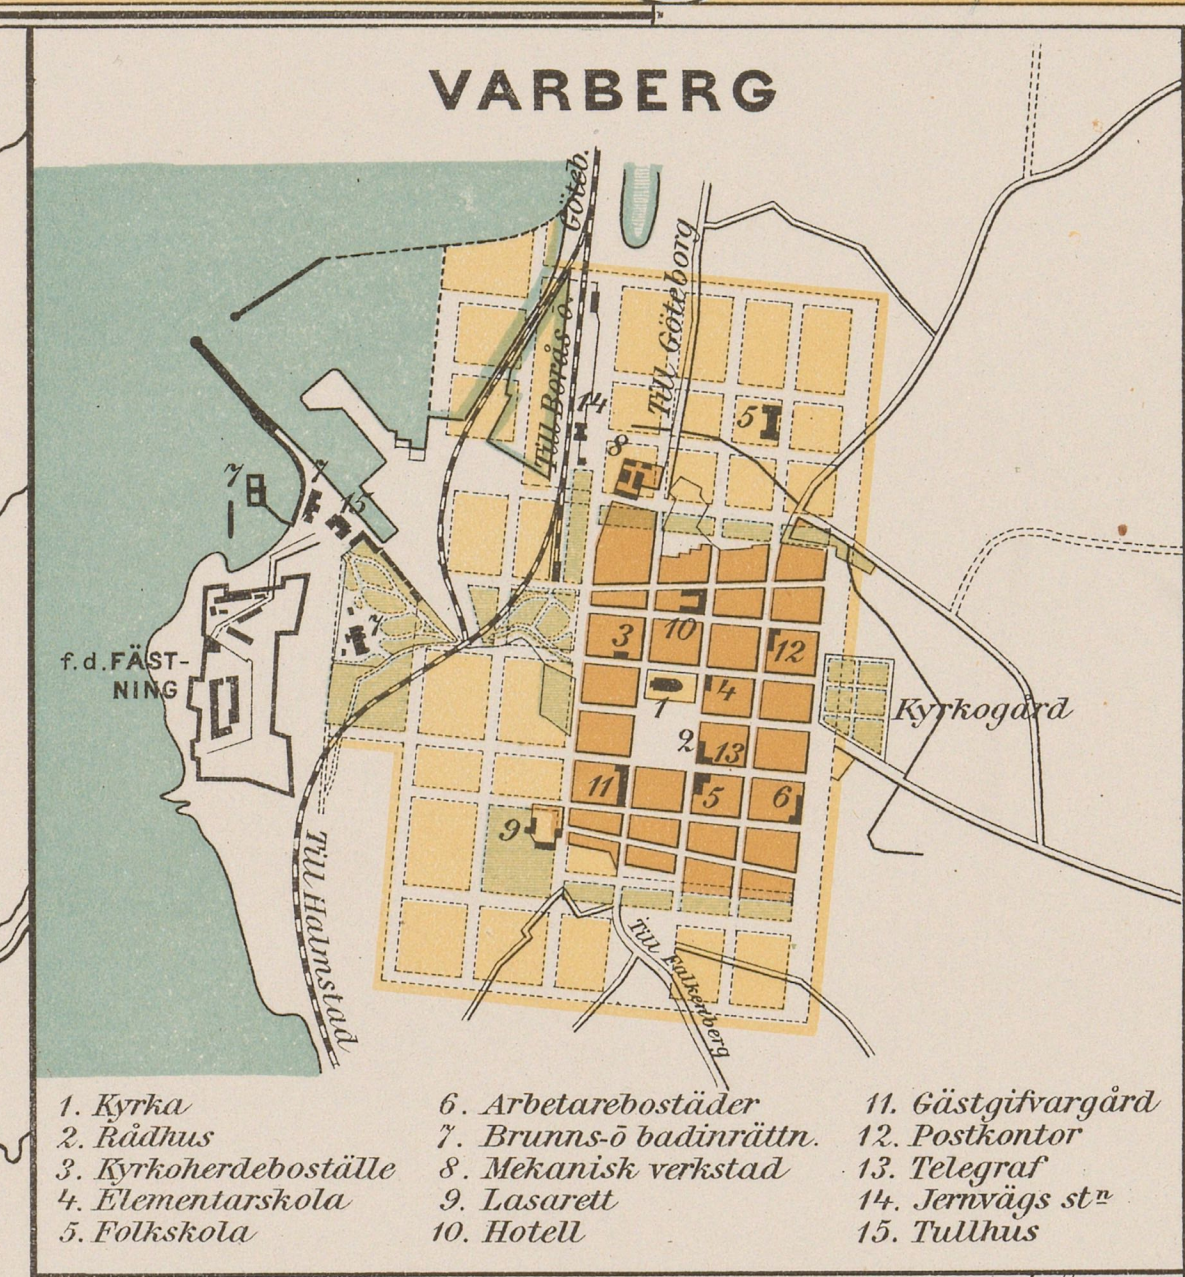 VARBERG
Göteb.
Till Göteborg
Till Borås ö.
14
5
8
7
7
15
7
3
10
12
f.d. FÄST-
NING
1
4
Kyrkogård
2
13
11
5
6
9
Till Halmstad
Till Falkenberg
1. Kyrka
2. Rådhus
3. Kyrkoherdeboställe
4. Elementarskola
5. Folkskola
6. Arbetarebostäder
7. Brunns-ö badinrättn.
8. Mekanisk verkstad
9. Lasarett
10. Hotell
11. Gästgifvargård
12. Postkontor
13. Telegraf
14. Jernvägs stn
15. Tullhus